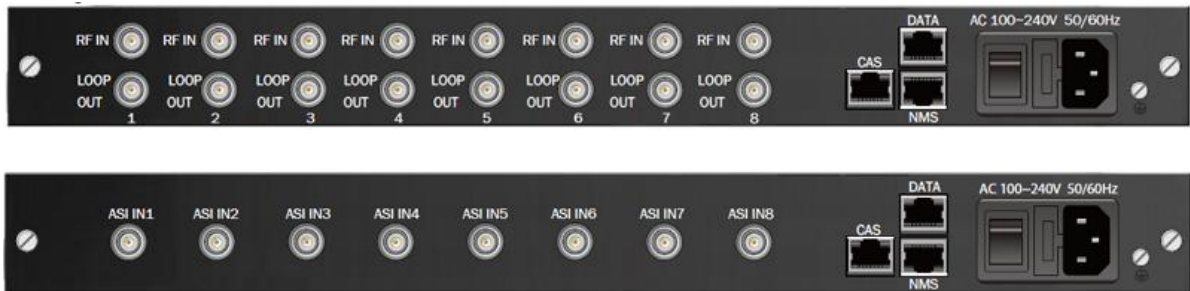 DATA AC 100~240V 50/60Hz
RF IN RF IN RF IN RF IN RF IN RF IN RF IN RF IN
CAS
LOOP OUT LOOP OUT LOOP OUT LOOP OUT LOOP OUT LOOP OUT LOOP OUT LOOP OUT
1 2 3 4 5 6 7 8 NMS
DATA AC 100~240V 50/60Hz
ASI IN1 ASI IN2 ASI IN3 ASI IN4 ASI IN5 ASI IN6 ASI IN7 ASI IN8
CAS
NMS